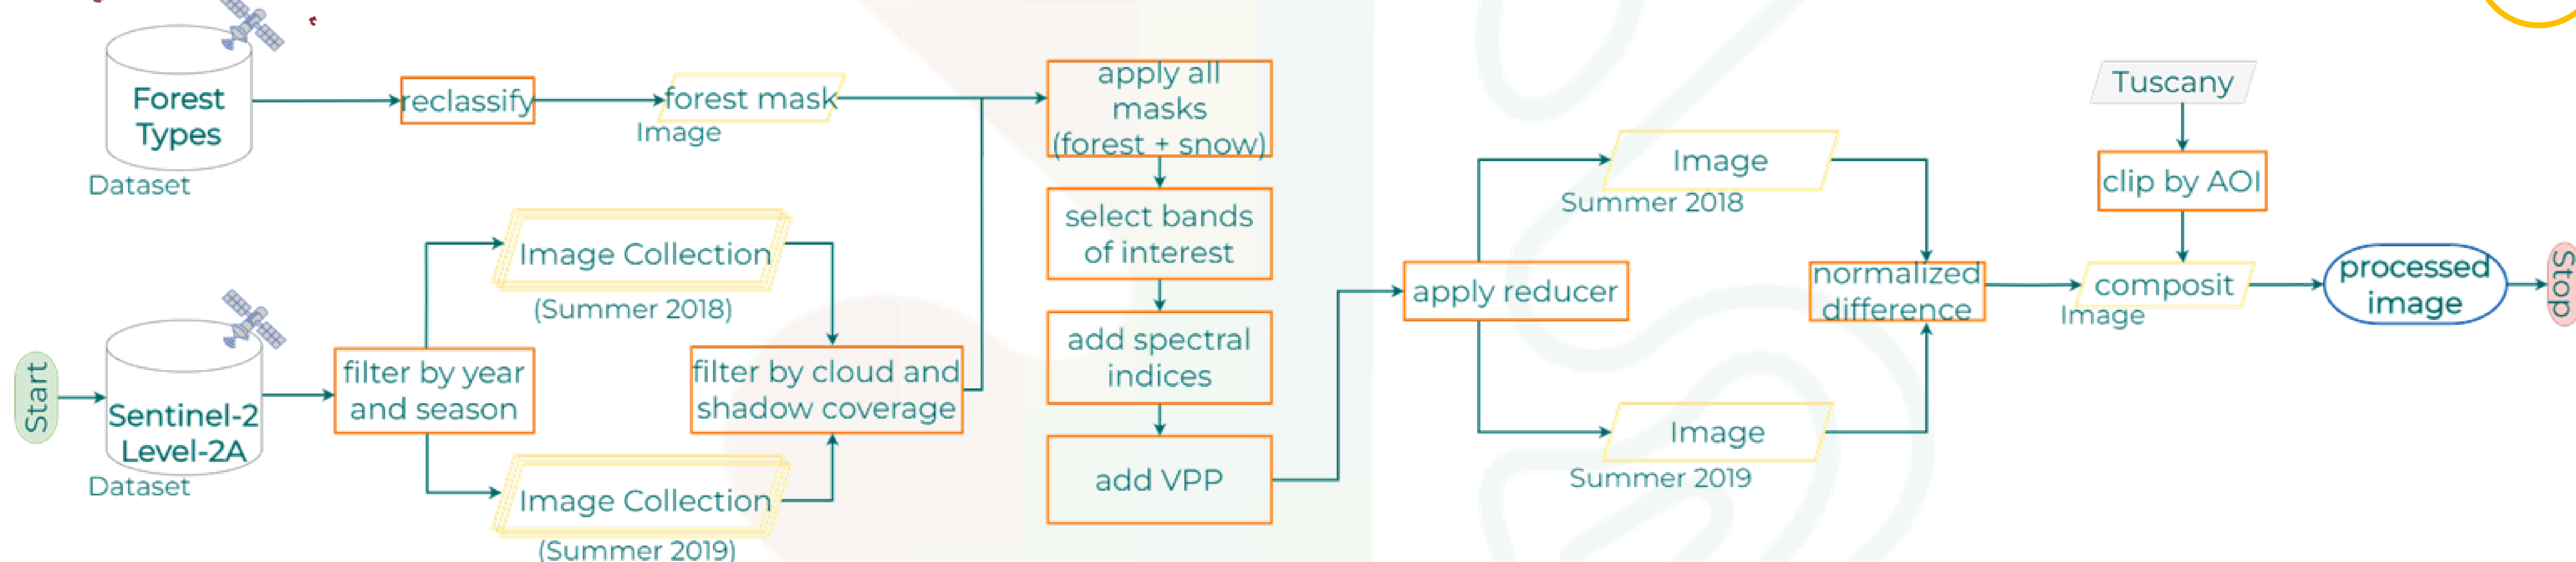 Forest
Types
Dataset
reclassify
forest mask
Image
Start
Sentinel-2
Level-2A
Dataset
filter by year
and season
Image Collection
(Summer 2018)
Image Collection
(Summer 2019)
filter by cloud and
shadow coverage
apply all
masks
(forest + snow)
select bands
of interest
add spectral
indices
add VPP
apply reducer
Image
Summer 2018
Image
Summer 2019
normalized
difference
Tuscany
clip by AOI
composit
Image
processed
image
Stop